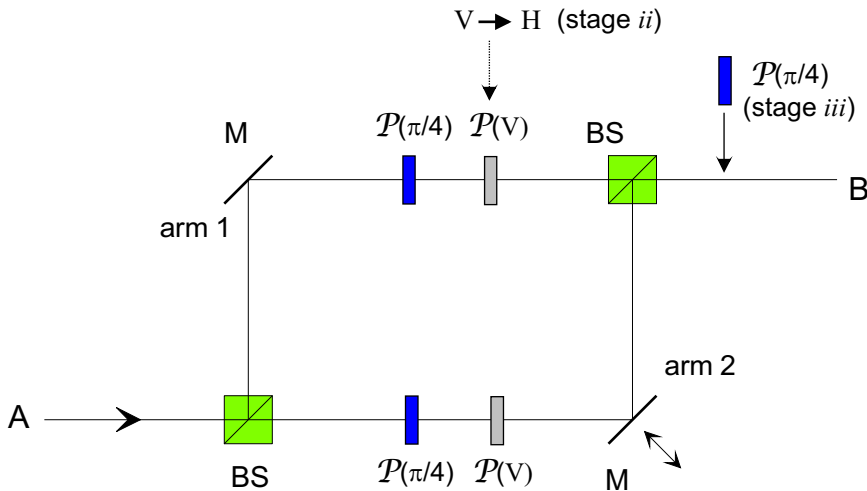 V → H (stage ii)
𝒫(π/4)
(stage iii)
M
𝒫(π/4)
𝒫(V)
BS
B
arm 1
arm 2
A
BS
𝒫(π/4)
𝒫(V)
M